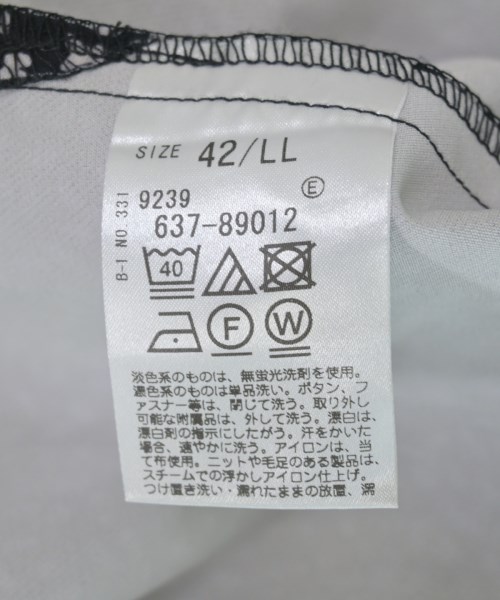 SIZE 42/LL
E
B-1 NO.331
9239
637-89012
40
F
W
淡色系のものは、無蛍光洗剤を使用。
濃色系のものは単品洗い。ボタン、フ
ァスナー等は、閉じて洗う。取り外し
可能な附属品は、外して洗う。漂白は、
漂白剤の指示にしたがう。汗をかいた
場合、速やかに洗う。アイロンは、当
て布使用。ニットや毛足のある製品は、
スチームでの浮かしアイロン仕上げ。
つけ置き洗い・濡れたままの放置、